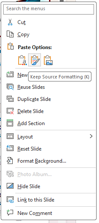 Search the menus
Cut
Copy
Paste Options:
Keep Source Formatting (K)
New
Reuse Slides
Duplicate Slide
Delete Slide
Add Section
Layout
Reset Slide
Format Background...
Photo Album...
Hide Slide
Link to this Slide
New Comment